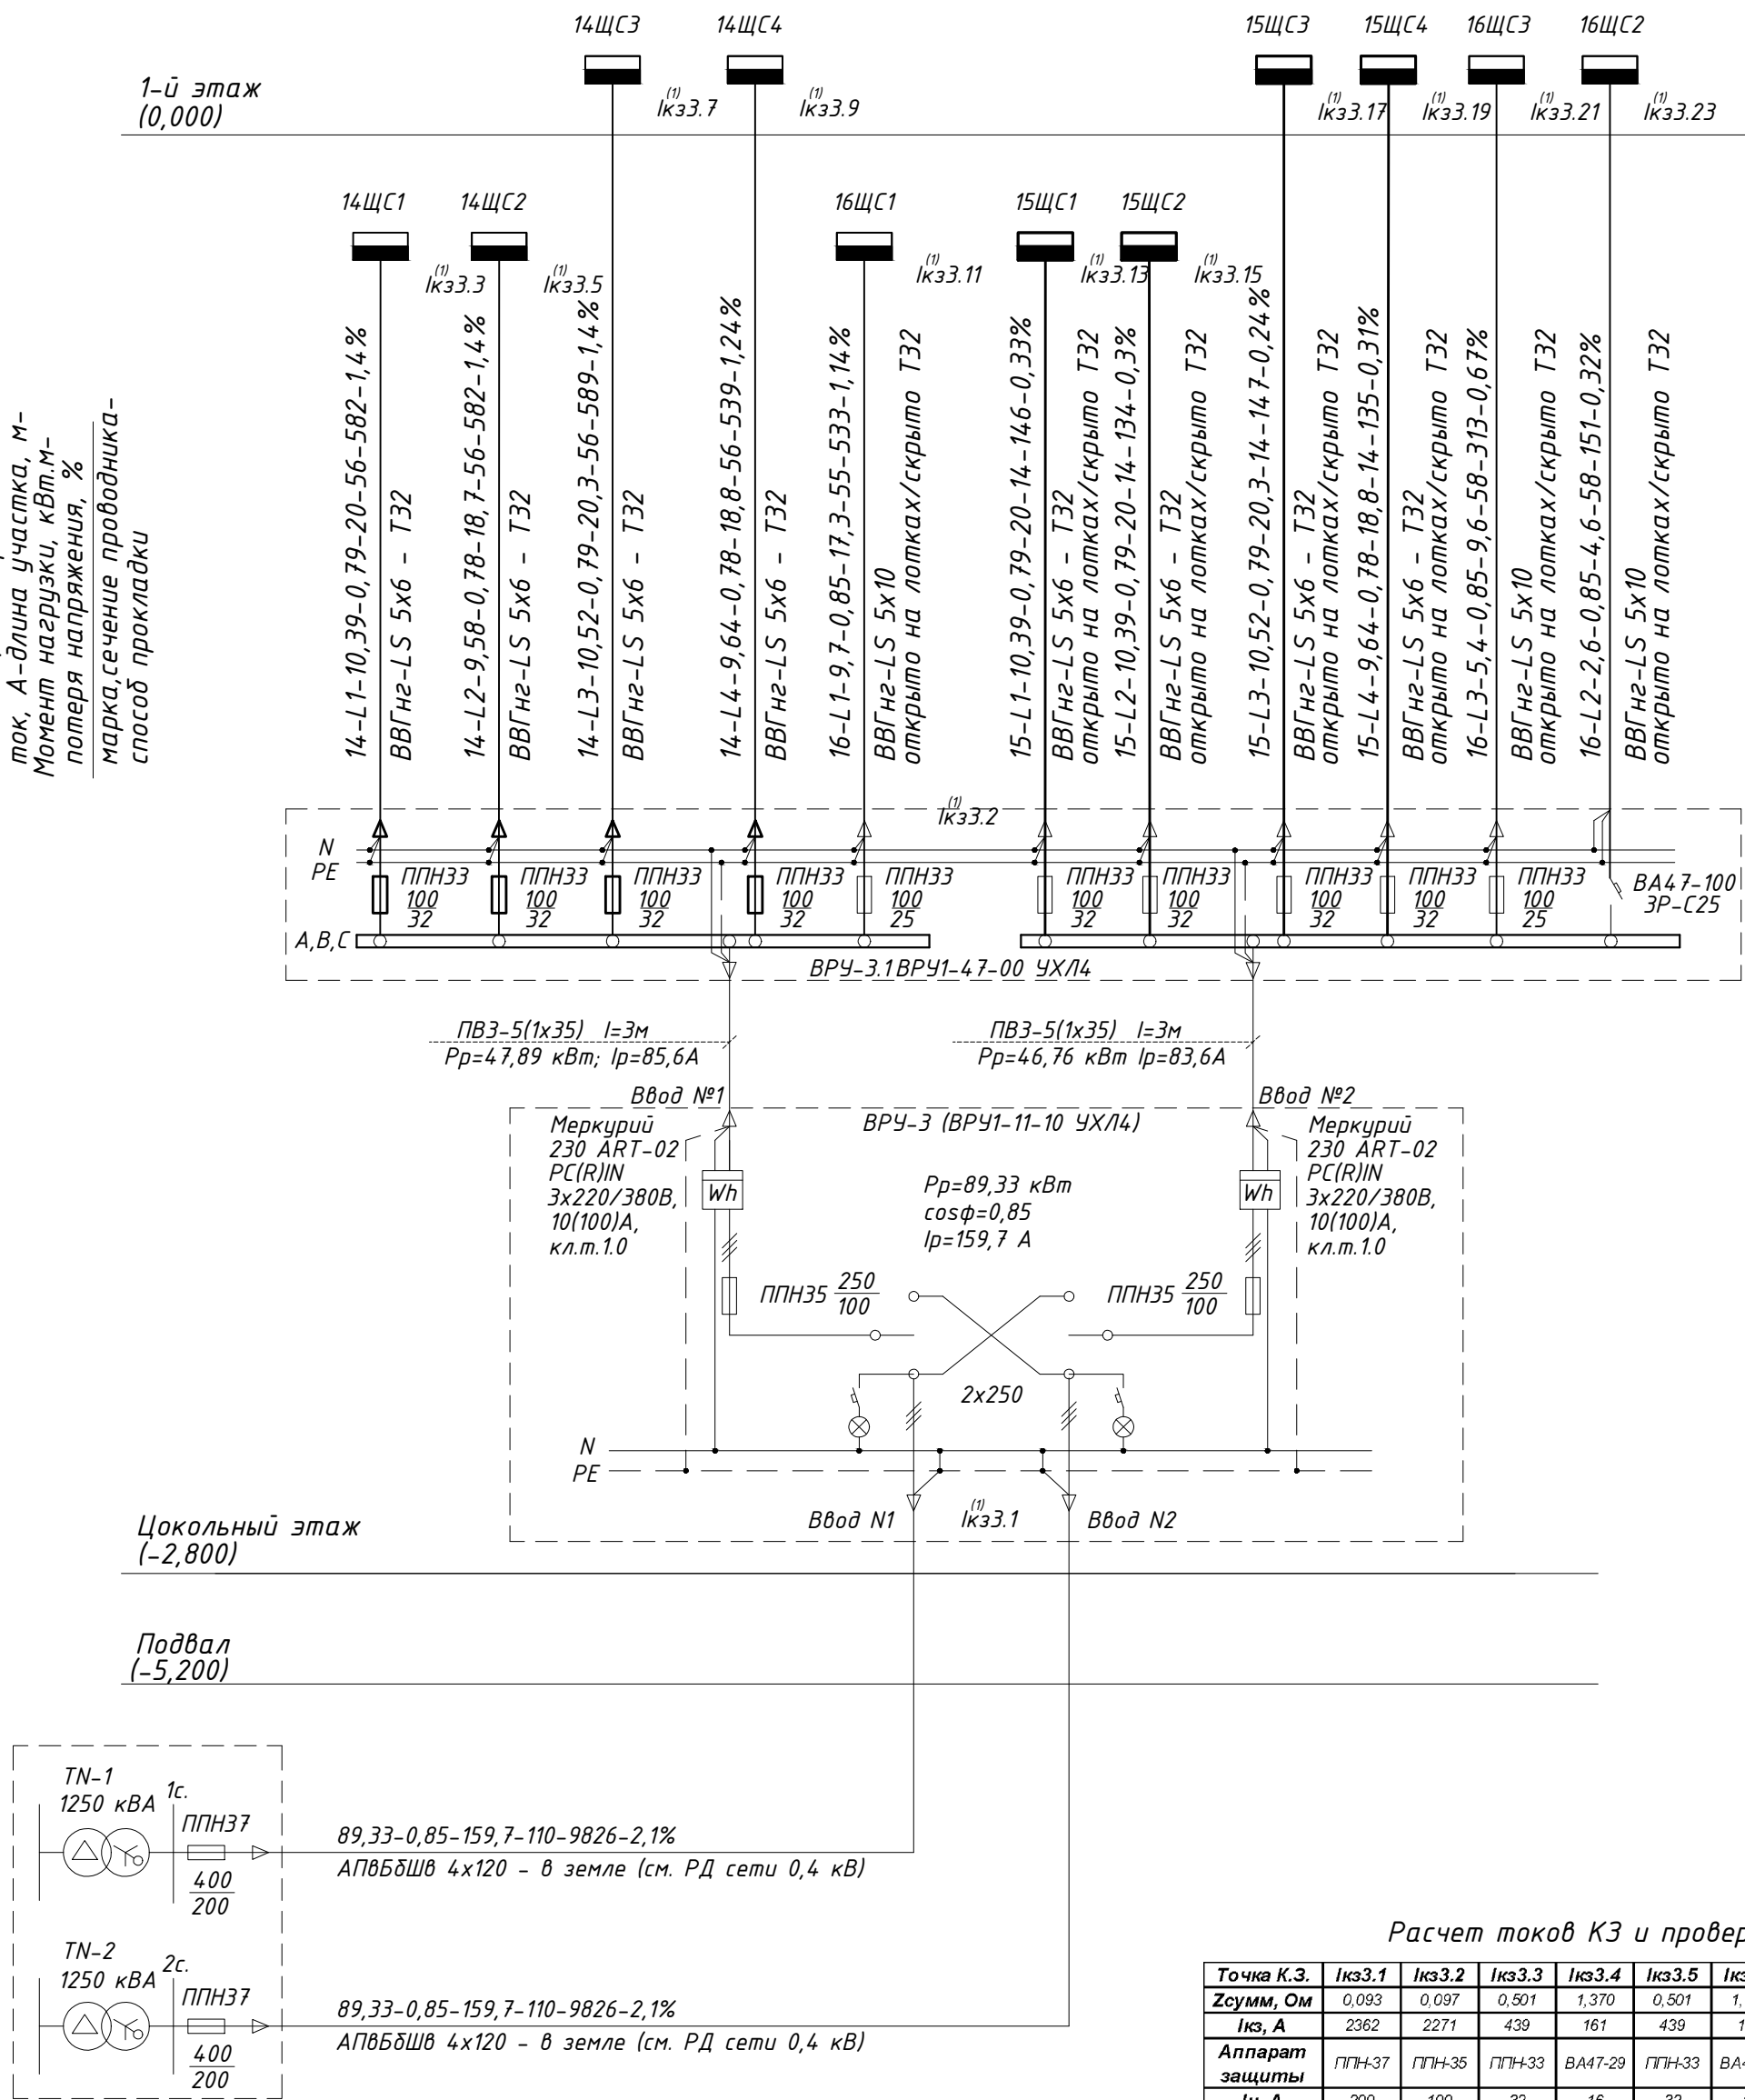 14ЩС3
14ЩС4
15ЩС3
15ЩС4
16ЩС3
16ЩС2
1-й этаж
(0,000)
(1)
Iкз3.7
(1)
Iкз3.9
(1)
Iкз3.17
(1)
Iкз3.19
(1)
Iкз3.21
(1)
Iкз3.23
14ЩС1
14ЩС2
16ЩС1
15ЩС1
15ЩС2
(1)
Iкз3.3
(1)
Iкз3.5
(1)
Iкз3.11
(1)
Iкз3.13
(1)
Iкз3.15
ток, А-длина участка, м-
Момент нагрузки, кВт.м-
потеря напряжения, %
марка,сечение проводника-
способ прокладки
14-L1-10,39-0,79-20-56-582-1,4%
ВВГнг-LS 5х6 - Т32
14-L2-9,58-0,78-18,7-56-582-1,4%
ВВГнг-LS 5х6 - Т32
14-L3-10,52-0,79-20,3-56-589-1,4%
ВВГнг-LS 5х6 - Т32
14-L4-9,64-0,78-18,8-56-539-1,24%
ВВГнг-LS 5х6 - Т32
16-L1-9,7-0,85-17,3-55-533-1,14%
ВВГнг-LS 5х10
открыто на лотках/скрыто Т32
15-L1-10,39-0,79-20-14-146-0,33%
ВВГнг-LS 5х6 - Т32
открыто на лотках/скрыто Т32
15-L2-10,39-0,79-20-14-134-0,3%
ВВГнг-LS 5х6 - Т32
открыто на лотках/скрыто Т32
15-L3-10,52-0,79-20,3-14-147-0,24%
ВВГнг-LS 5х6 - Т32
открыто на лотках/скрыто Т32
15-L4-9,64-0,78-18,8-14-135-0,31%
ВВГнг-LS 5х6 - Т32
открыто на лотках/скрыто Т32
16-L3-5,4-0,85-9,6-58-313-0,67%
ВВГнг-LS 5х10
открыто на лотках/скрыто Т32
16-L2-2,6-0,85-4,6-58-151-0,32%
ВВГнг-LS 5х10
открыто на лотках/скрыто Т32
(1)
Iкз3.2
N
PE
ППН33
100
32
ППН33
100
32
ППН33
100
32
ППН33
100
32
ППН33
100
25
ППН33
100
32
ППН33
100
32
ППН33
100
32
ППН33
100
32
ППН33
100
25
ВА47-100
3P-C25
А,В,С
ВРУ-3.1 ВРУ1-47-00 УХЛ4
ПВ3-5(1х35) l=3м
Рр=47,89 кВт; Iр=85,6А
ПВ3-5(1х35) l=3м
Рр=46,76 кВт Iр=83,6А
Ввод №1
Ввод №2
ВРУ-3 (ВРУ1-11-10 УХЛ4)
Меркурий
230 ART-02
PC(R)IN
3х220/380В,
10(100)А,
кл.т.1.0
Wh
Рр=89,33 кВт
cosφ=0,85
Iр=159,7 А
Wh
Меркурий
230 ART-02
PC(R)IN
3х220/380В,
10(100)А,
кл.т.1.0
ППН35 250
100
ППН35 250
100
2х250
N
PE
Ввод N1
(1)
Iкз3.1
Ввод N2
Цокольный этаж
(-2,800)
Подвал
(-5,200)
TN-1
1250 кВА
1с.
ППН37
400
200
89,33-0,85-159,7-110-9826-2,1%
АПвБбШв 4х120 - в земле (см. РД сети 0,4 кВ)
TN-2
1250 кВА
2с.
ППН37
400
200
89,33-0,85-159,7-110-9826-2,1%
АПвБбШв 4х120 - в земле (см. РД сети 0,4 кВ)
Расчет токов КЗ и провер
Точка К.З. Iкз3.1 Iкз3.2 Iкз3.3 Iкз3.4 Iкз3.5
Zсумм, Ом 0,093 0,097 0,501 1,370 0,501
Iкз, А 2362 2271 439 161 439
Аппарат защиты ППН-37 ППН-35 ППН-33 ВА47-29 ППН-33
200 100 32 16 32